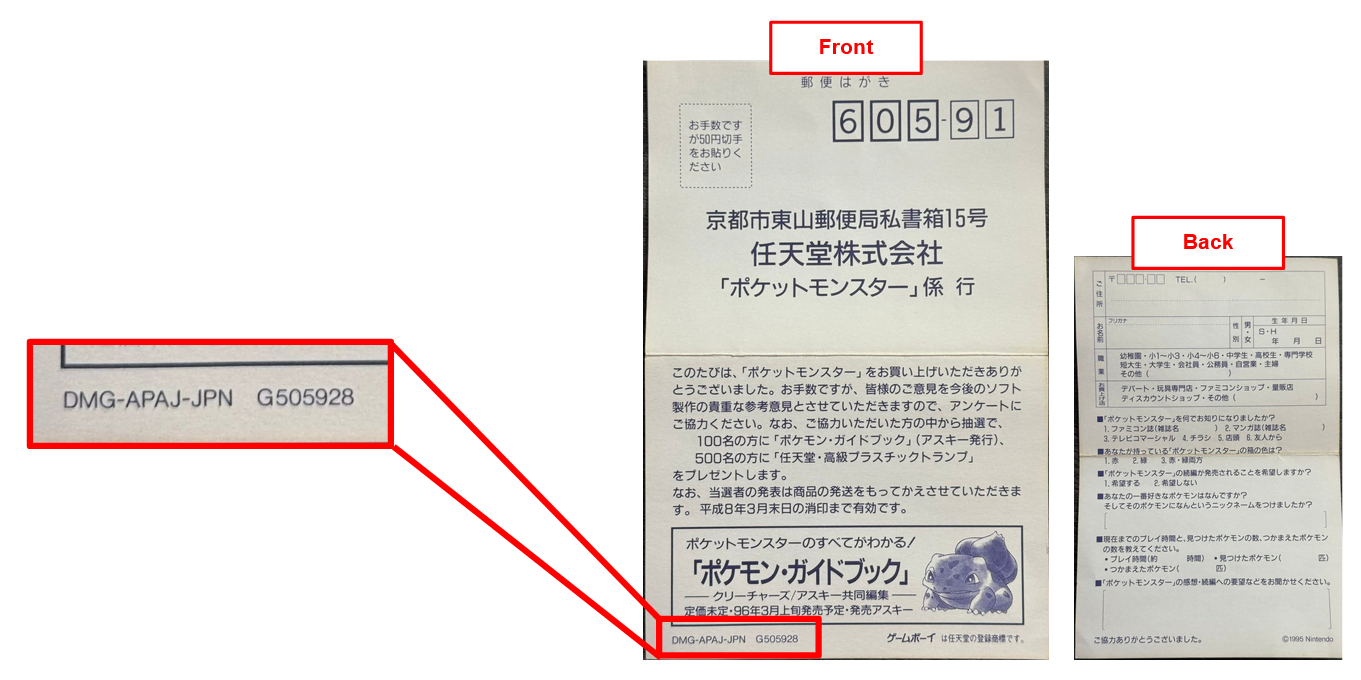 DMG-APAJ-JPN G505928
Front
郵便はがき
お手数です
が50円切手
をお貼りく
ださい
605-91
京都市東山郵便局私書箱15号
任天堂株式会社
「ポケットモンスター」係 行
このたびは、「ポケットモンスター」をお買い上げいただきありが
とうございました。お手数ですが、皆様のご意見を今後のソフト
製作の貴重な参考意見とさせていただきますので、アンケートに
ご協力ください。なお、ご協力いただいた方の中から抽選で、
100名の方に「ポケモン・ガイドブック」(アスキー発行)、
500名の方に「任天堂・高級プラスチックトランプ」
をプレゼントします。
なお、当選者の発表は商品の発送をもってかえさせていただきま
す。平成8年3月末日の消印まで有効です。
ポケットモンスターのすべてがわかる!
「ポケモン・ガイドブック」
クリーチャーズ/アスキー共同編集
定価未定・96年3月上旬発売予定・発売アスキー
DMG-APAJ-JPN G505928
ゲームボーイ は任天堂の登録商標です。
Back
ご住所
〒 - TEL.( ) -
お名前
フリガナ
性別
男・女
生年月日
S・H
年 月 日
職業
幼稚園・小1~小3・小4~小6・中学生・高校生・専門学校
短大生・大学生・会社員・公務員・自営業・主婦
その他( )
お買上げ店
デパート・玩具専門店・ファミコンショップ・量販店
ディスカウントショップ・その他( )
■「ポケットモンスター」を何でお知りになりましたか?
1.ファミコン誌(雑誌名 ) 2.マンガ誌(雑誌名 )
3.テレビコマーシャル 4.チラシ 5.店頭 6.友人から
■あなたが持っている「ポケットモンスター」の箱の色は?
1.赤 2.緑 3.赤・緑両方
■「ポケットモンスター」の続編が発売されることを希望しますか?
1.希望する 2.希望しない
■あなたの一番好きなポケモンはなんですか?
そしてそのポケモンになんというニックネームをつけましたか?
■現在までのプレイ時間と、見つけたポケモンの数、つかまえたポケモン
の数を教えてください。
・プレイ時間(約 時間) ・見つけたポケモン( 匹)
・つかまえたポケモン( 匹)
■「ポケットモンスター」の感想・続編への要望などをお聞かせください。
ご協力ありがとうございました。
©1995 Nintendo